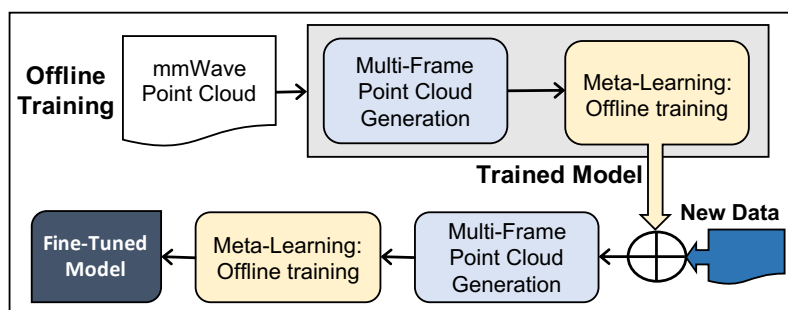 Offline
Training
mmWave
Point Cloud
Multi-Frame
Point Cloud
Generation
Meta-Learning:
Offline training
Trained Model
New Data
Fine-Tuned
Model
Meta-Learning:
Offline training
Multi-Frame
Point Cloud
Generation